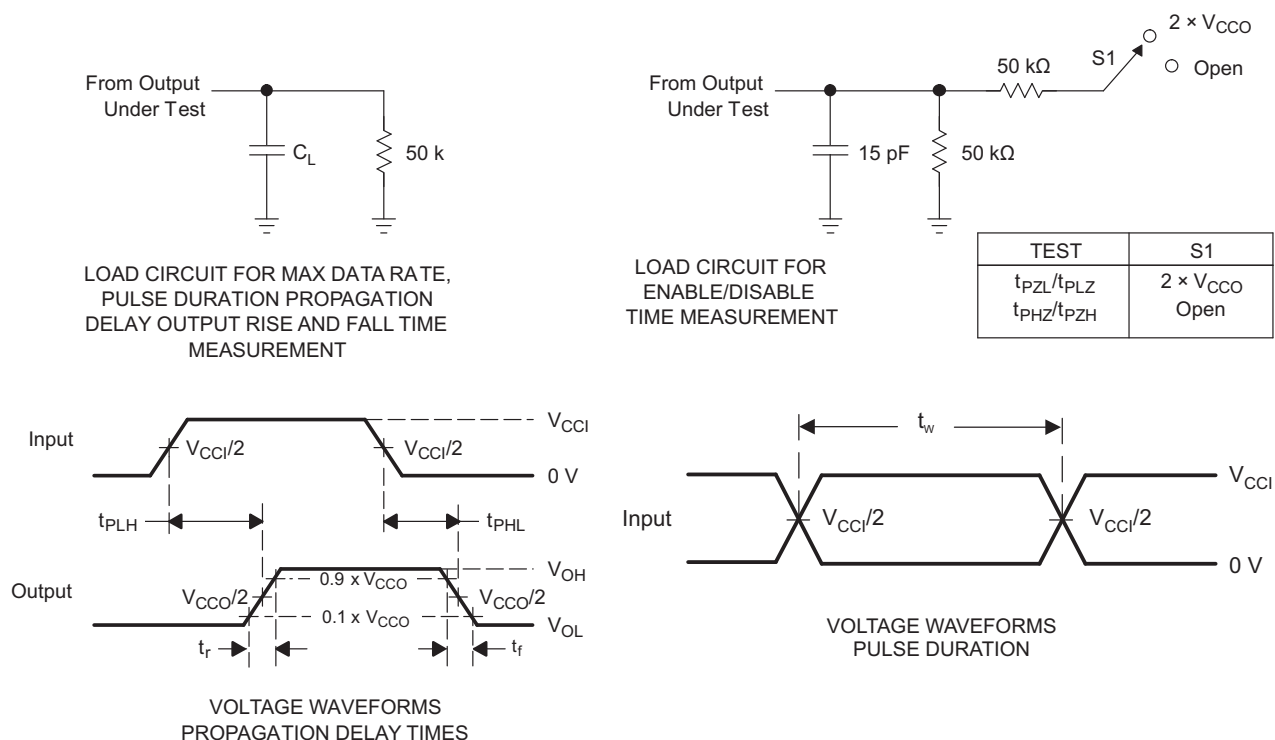 From Output
Under Test
C_L
50 k
LOAD CIRCUIT FOR MAX DATA RATE,
PULSE DURATION PROPAGATION
DELAY OUTPUT RISE AND FALL TIME
MEASUREMENT
From Output
Under Test
15 pF
50 kΩ
50 kΩ
S1
2 × V_CCO
Open
LOAD CIRCUIT FOR
ENABLE/DISABLE
TIME MEASUREMENT
TEST S1
t_PZL/t_PLZ 2 × V_CCO
t_PHZ/t_PZH Open
Input
V_CCI/2
V_CCI/2
V_CCI
0 V
t_PLH
t_PHL
Output
V_CCO/2
0.9 x V_CCO
0.1 x V_CCO
V_CCO/2
V_OH
V_OL
t_r
t_f
VOLTAGE WAVEFORMS
PROPAGATION DELAY TIMES
t_w
Input
V_CCI/2
V_CCI/2
V_CCI
0 V
VOLTAGE WAVEFORMS
PULSE DURATION